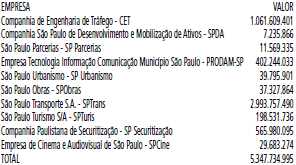 EMPRESA VALOR
Companhia de Engenharia de Tráfego - CET 1.061.609.401
Companhia São Paulo de Desenvolvimento e Mobilização de Ativos - SPDA 7.235.866
São Paulo Parcerias - SP Parcerias 11.569.335
Empresa Tecnologia Informação Comunicação Município São Paulo - PRODAM-SP 402.244.033
São Paulo Urbanismo - SP Urbanismo 39.795.901
São Paulo Obras - SPObras 37.327.864
São Paulo Transporte S.A. - SPTrans 2.993.757.490
São Paulo Turismo S/A - SPTuris 198.531.736
Companhia Paulistana de Securitização - SP Securitização 565.980.095
Empresa de Cinema e Audiovisual de São Paulo - SPCine 29.683.274
TOTAL 5.347.734.995